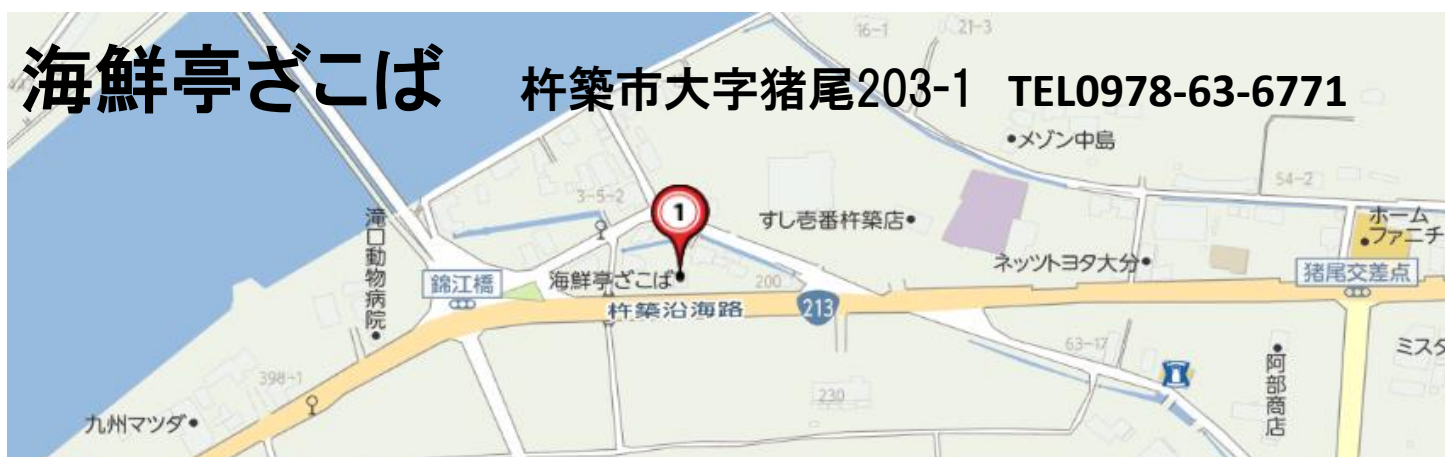 海鮮亭ざこば 杵築市大字猪尾203-1 TEL0978-63-6771
16-1
21-3
メゾン中島
3-5-2
54-2
1
すし壱番杵築店
ホーム
ファニチ
滝口動物病院
ネッツトヨタ大分
猪尾交差点
錦江橋
海鮮亭ざこば
200
杵築沿海路
213
63-17
ミスタ
阿部商店
398-1
230
九州マツダ